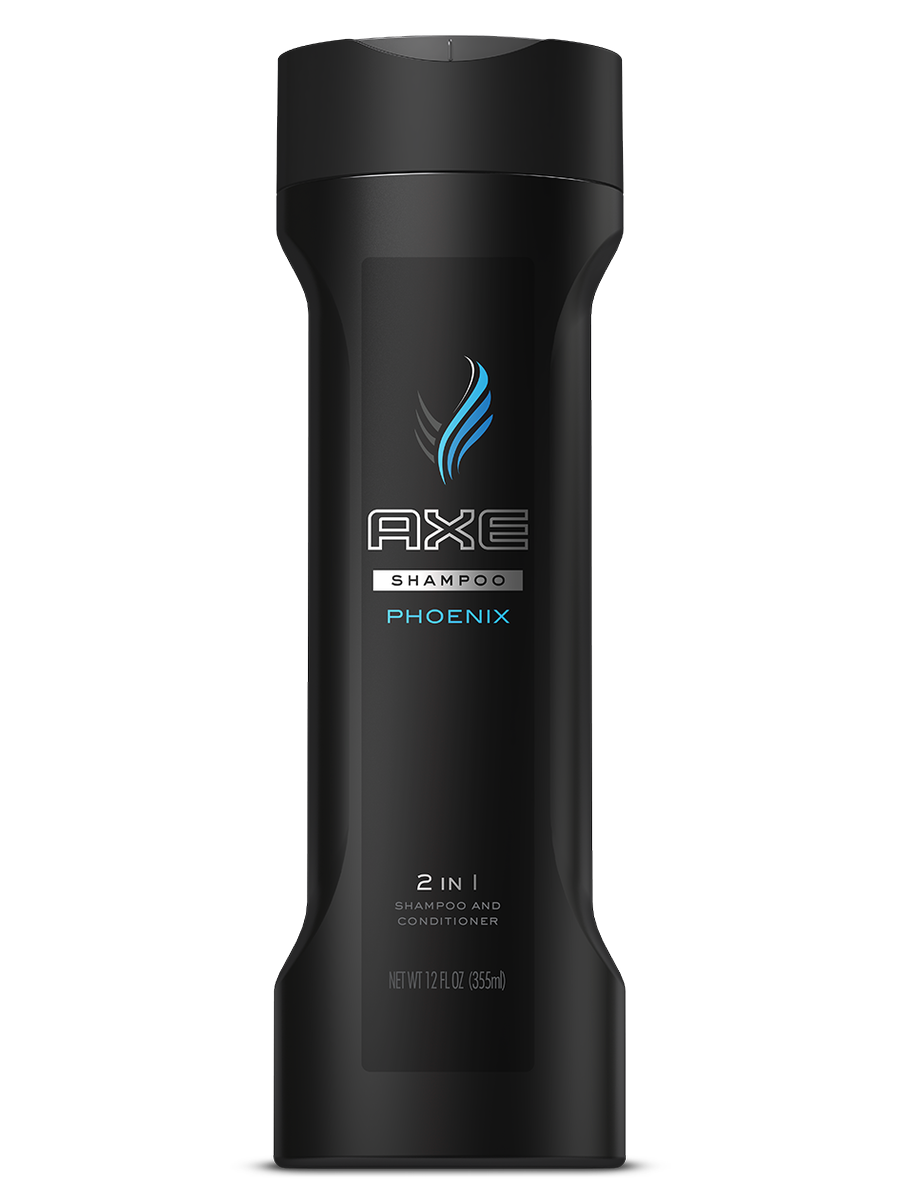 AXE
SHAMPOO
PHOENIX
2 IN 1
SHAMPOO AND
CONDITIONER
NET WT 12 FL OZ (355ml)